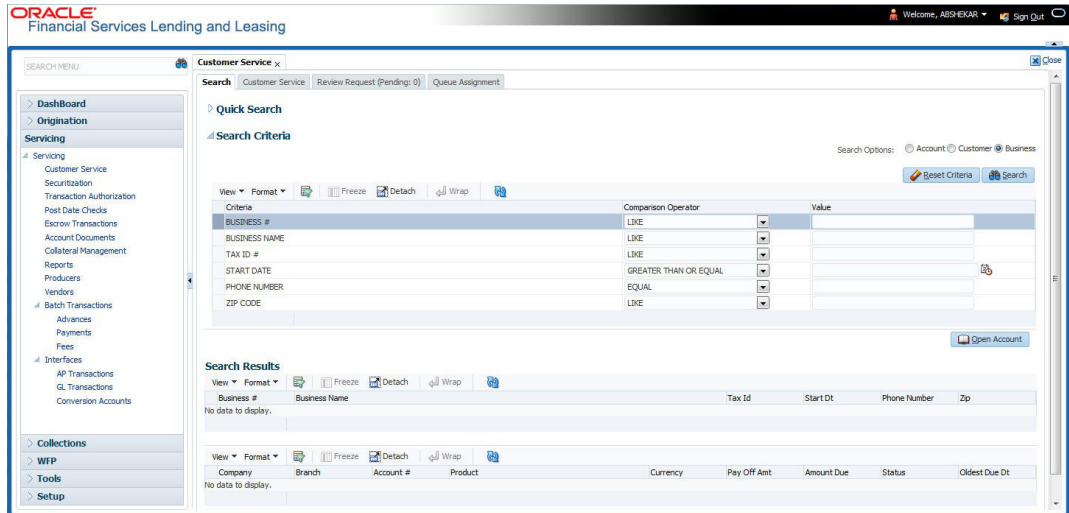 ORACLE
Financial Services Lending and Leasing
Welcome, ABSHEKAR
Sign Out
SEARCH MENU
DashBoard
Origination
Servicing
Servicing
Customer Service
Securitization
Transaction Authorization
Post Date Checks
Escrow Transactions
Account Documents
Collateral Management
Reports
Producers
Vendors
Batch Transactions
Advances
Payments
Fees
Interfaces
AP Transactions
GL Transactions
Conversion Accounts
Collections
WFP
Tools
Setup
Customer Service x
Close
Search Customer Service Review Request (Pending: 0) Queue Assignment
Quick Search
Search Criteria
Search Options: Account Customer Business
Reset Criteria Search
View Format Freeze Detach Wrap
Criteria Comparison Operator Value
BUSINESS # LIKE
BUSINESS NAME LIKE
TAX ID # LIKE
START DATE GREATER THAN OR EQUAL
PHONE NUMBER EQUAL
ZIP CODE LIKE
Open Account
Search Results
View Format Freeze Detach Wrap
Business # Business Name Tax Id Start Dt Phone Number Zip
No data to display.
View Format Freeze Detach Wrap
Company Branch Account # Product Currency Pay Off Amt Amount Due Status Oldest Due Dt
No data to display.